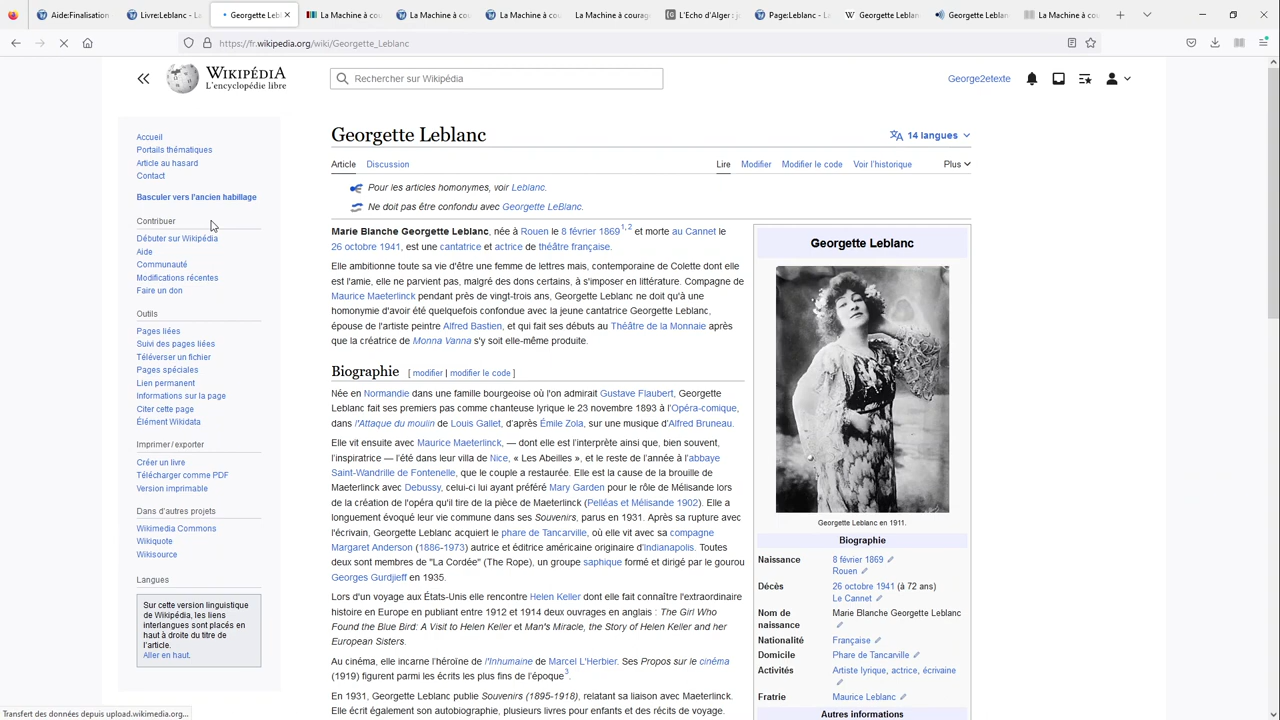 Aide:Finalisation
Livre:Leblanc - La
Georgette Leblanc
La Machine à cour
La Machine à cou
La Machine à cour
La Machine à courag
L'Echo d'Alger : jo
Page:Leblanc - La
Georgette Leblan
Georgette Leblanc
La Machine à cou
https://fr.wikipedia.org/wiki/Georgette_Leblanc
WIKIPÉDIA
L'encyclopédie libre
Rechercher sur Wikipédia
George2etexte
Accueil
Portails thématiques
Article au hasard
Contact
Basculer vers l'ancien habillage
Contribuer
Débuter sur Wikipédia
Aide
Communauté
Modifications récentes
Faire un don
Outils
Pages liées
Suivi des pages liées
Téléverser un fichier
Pages spéciales
Lien permanent
Informations sur la page
Citer cette page
Élément Wikidata
Imprimer / exporter
Créer un livre
Télécharger comme PDF
Version imprimable
Dans d'autres projets
Wikimedia Commons
Wikiquote
Wikisource
Langues
Sur cette version linguistique
de Wikipédia, les liens
interlangues sont placés en
haut à droite du titre de
l'article.
Aller en haut.
Georgette Leblanc
14 langues
Article
Discussion
Lire
Modifier
Modifier le code
Voir l'historique
Plus
Pour les articles homonymes, voir Leblanc.
Ne doit pas être confondu avec Georgette LeBlanc.
Marie Blanche Georgette Leblanc, née à Rouen le 8 février 1869 1, 2 et morte au Cannet le
26 octobre 1941, est une cantatrice et actrice de théâtre française.
Elle ambitionne toute sa vie d'être une femme de lettres mais, contemporaine de Colette dont elle
est l'amie, elle ne parvient pas, malgré des dons certains, à s'imposer en littérature. Compagne de
Maurice Maeterlinck pendant près de vingt-trois ans, Georgette Leblanc ne doit qu'à une
homonymie d'avoir été quelquefois confondue avec la jeune cantatrice Georgette Leblanc,
épouse de l'artiste peintre Alfred Bastien, et qui fait ses débuts au Théâtre de la Monnaie après
que la créatrice de Monna Vanna s'y soit elle-même produite.
Biographie [ modifier | modifier le code ]
Née en Normandie dans une famille bourgeoise où l'on admirait Gustave Flaubert, Georgette
Leblanc fait ses premiers pas comme chanteuse lyrique le 23 novembre 1893 à l'Opéra-comique,
dans l'Attaque du moulin de Louis Gallet, d'après Émile Zola, sur une musique d'Alfred Bruneau.
Elle vit ensuite avec Maurice Maeterlinck, — dont elle est l'interprète ainsi que, bien souvent,
l'inspiratrice — l'été dans leur villa de Nice, « Les Abeilles », et le reste de l'année à l'abbaye
Saint-Wandrille de Fontenelle, que le couple a restaurée. Elle est la cause de la brouille de
Maeterlinck avec Debussy, celui-ci lui ayant préféré Mary Garden pour le rôle de Mélisande lors
de la création de l'opéra qu'il tire de la pièce de Maeterlinck (Pelléas et Mélisande 1902). Elle a
longuement évoqué leur vie commune dans ses Souvenirs, parus en 1931. Après sa rupture avec
l'écrivain, Georgette Leblanc acquiert le phare de Tancarville, où elle vit avec sa compagne
Margaret Anderson (1886-1973) autrice et éditrice américaine originaire d'Indianapolis. Toutes
deux sont membres de "La Cordée" (The Rope), un groupe saphique formé et dirigé par le gourou
Georges Gurdjieff en 1935.
Lors d'un voyage aux États-Unis elle rencontre Helen Keller dont elle fait connaître l'extraordinaire
histoire en Europe en publiant entre 1912 et 1914 deux ouvrages en anglais : The Girl Who
Found the Blue Bird: A Visit to Helen Keller et Man's Miracle, the Story of Helen Keller and her
European Sisters.
Au cinéma, elle incarne l'héroïne de l'Inhumaine de Marcel L'Herbier. Ses Propos sur le cinéma
(1919) figurent parmi les écrits les plus fins de l'époque 3.
En 1931, Georgette Leblanc publie Souvenirs (1895-1918), relatant sa liaison avec Maeterlinck.
Elle écrit également son autobiographie, plusieurs livres pour enfants et des récits de voyage.
Georgette Leblanc
Georgette Leblanc en 1911.
Biographie
Naissance 8 février 1869
Rouen
Décès 26 octobre 1941 (à 72 ans)
Le Cannet
Nom de naissance Marie Blanche Georgette Leblanc
Nationalité Française
Domicile Phare de Tancarville
Activités Artiste lyrique, actrice, écrivaine
Fratrie Maurice Leblanc
Autres informations
Transfert des données depuis upload.wikimedia.org...